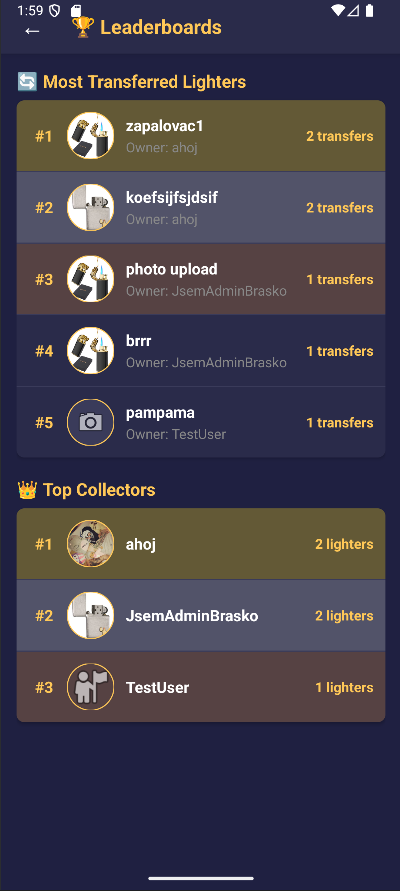 1:59
← 🏆 Leaderboards
🔄 Most Transferred Lighters
#1 zapalovac1 2 transfers
Owner: ahoj
#2 koefsijfsjdsif 2 transfers
Owner: ahoj
#3 photo upload 1 transfers
Owner: JsemAdminBrasko
#4 brrr 1 transfers
Owner: JsemAdminBrasko
#5 pampama 1 transfers
Owner: TestUser
👑 Top Collectors
#1 ahoj 2 lighters
#2 JsemAdminBrasko 2 lighters
#3 TestUser 1 lighters